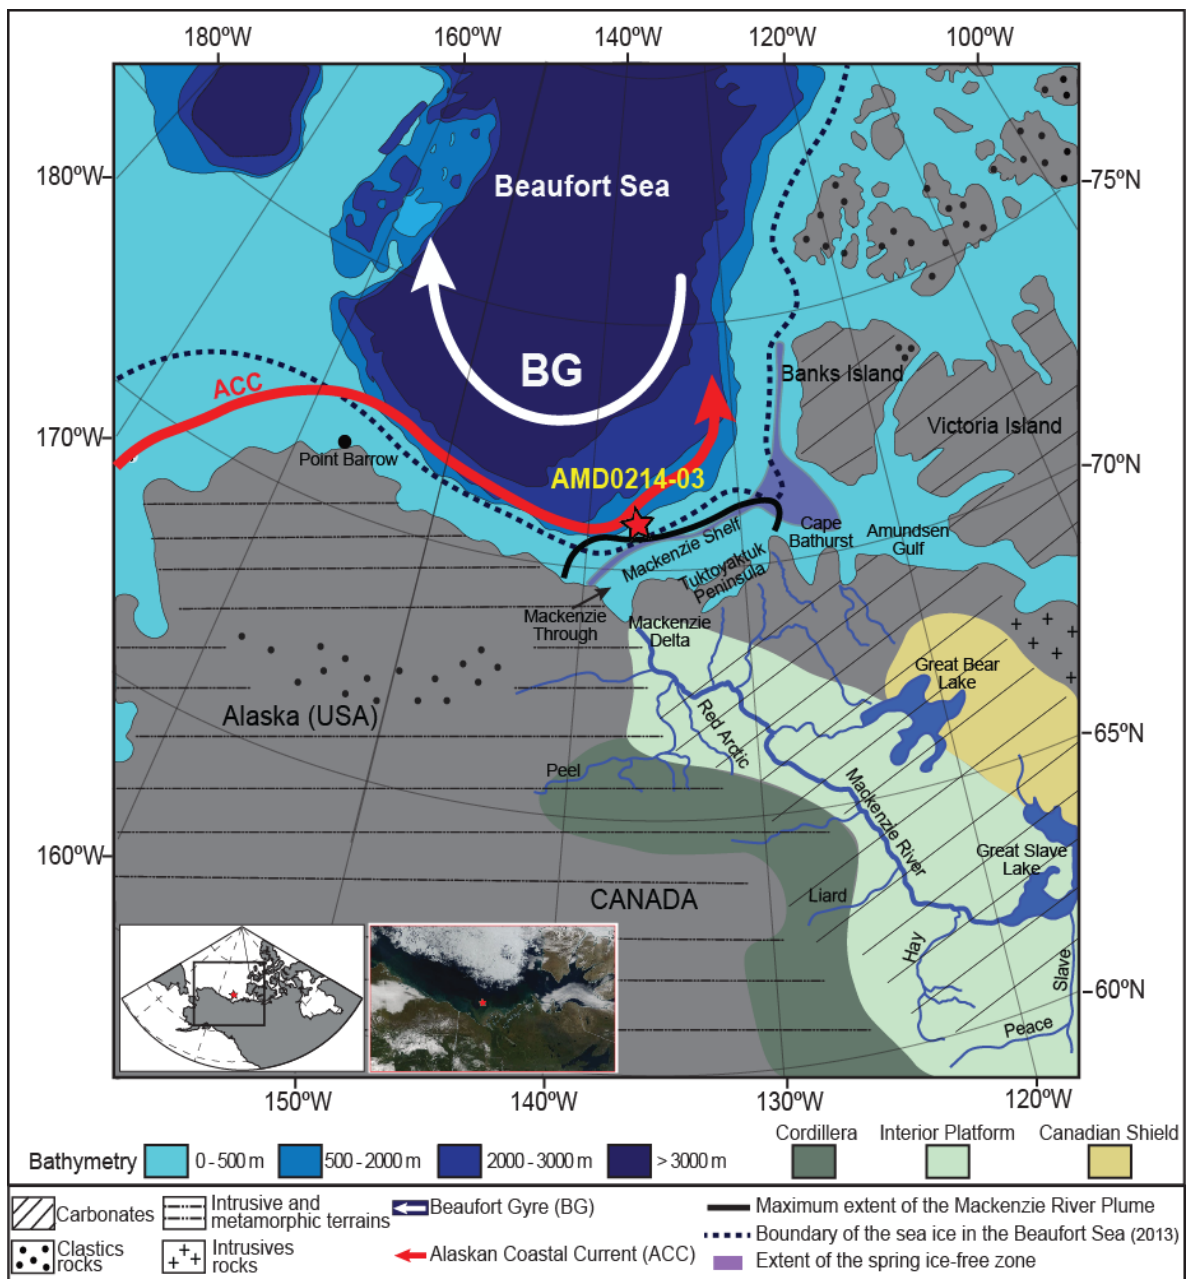 180ºW
160ºW
140ºW
120ºW
100ºW
180ºW
75ºN
Beaufort Sea
BG
ACC
Banks Island
Victoria Island
170ºW
Point Barrow
70ºN
AMD0214-03
Mackenzie Shelf
Cape
Bathurst
Amundsen
Gulf
Tuktoyaktuk
Peninsula
Mackenzie
Through
Mackenzie
Delta
Great Bear
Lake
Alaska (USA)
Red Arctic
65ºN
Peel
Mackenzie River
160ºW
Great Slave
Lake
CANADA
Liard
Hay
Slave
60ºN
Peace
150ºW
140ºW
130ºW
120ºW
Cordillera
Interior Platform
Canadian Shield
Bathymetry
0 - 500 m
500 - 2000 m
2000 - 3000 m
> 3000 m
Carbonates
Intrusive and
metamorphic terrains
Beaufort Gyre (BG)
Maximum extent of the Mackenzie River Plume
Boundary of the sea ice in the Beaufort Sea (2013)
Clastics
rocks
Intrusives
rocks
Alaskan Coastal Current (ACC)
Extent of the spring ice-free zone